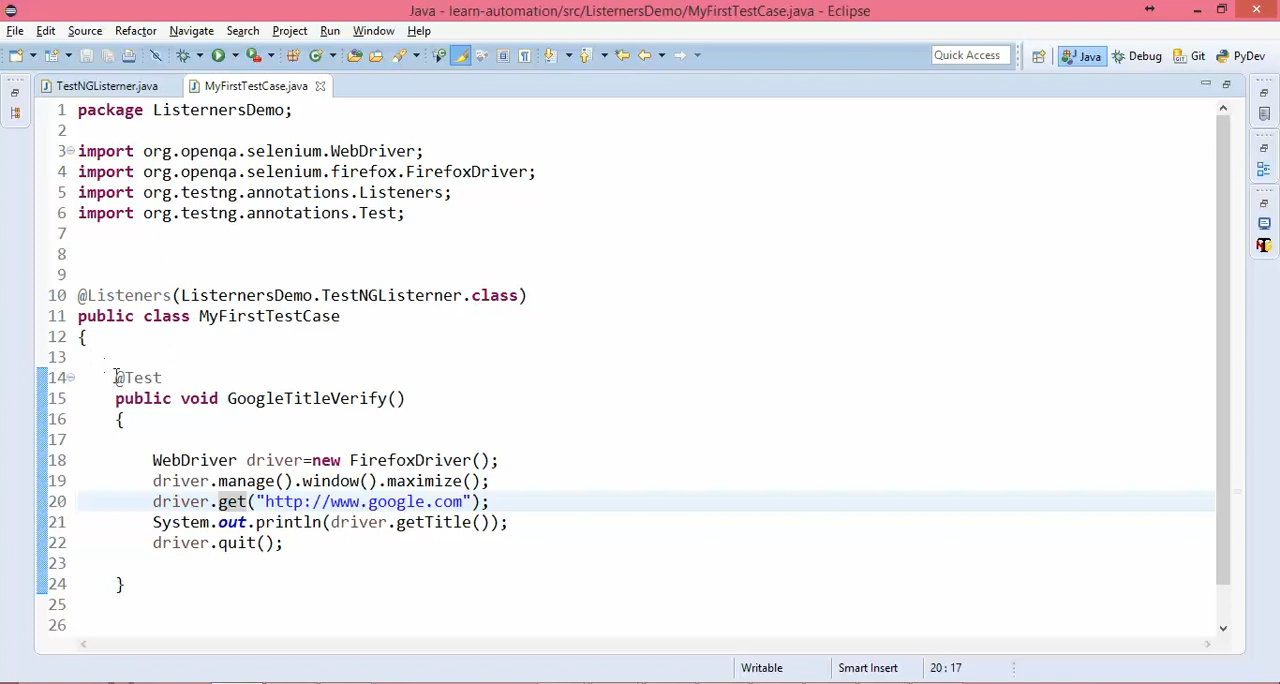 Java - learn-automation/src/ListernersDemo/MyFirstTestCase.java - Eclipse
File Edit Source Refactor Navigate Search Project Run Window Help
Quick Access Java Debug Git PyDev
TestNGListerner.java MyFirstTestCase.java
1 package ListernersDemo;
2
3 import org.openqa.selenium.WebDriver;
4 import org.openqa.selenium.firefox.FirefoxDriver;
5 import org.testng.annotations.Listeners;
6 import org.testng.annotations.Test;
7
8
9
10 @Listeners(ListernersDemo.TestNGListerner.class)
11 public class MyFirstTestCase
12 {
13
14 @Test
15 public void GoogleTitleVerify()
16 {
17
18 WebDriver driver=new FirefoxDriver();
19 driver.manage().window().maximize();
20 driver.get("http://www.google.com");
21 System.out.println(driver.getTitle());
22 driver.quit();
23
24 }
25
26
Writable Smart Insert 20 : 17